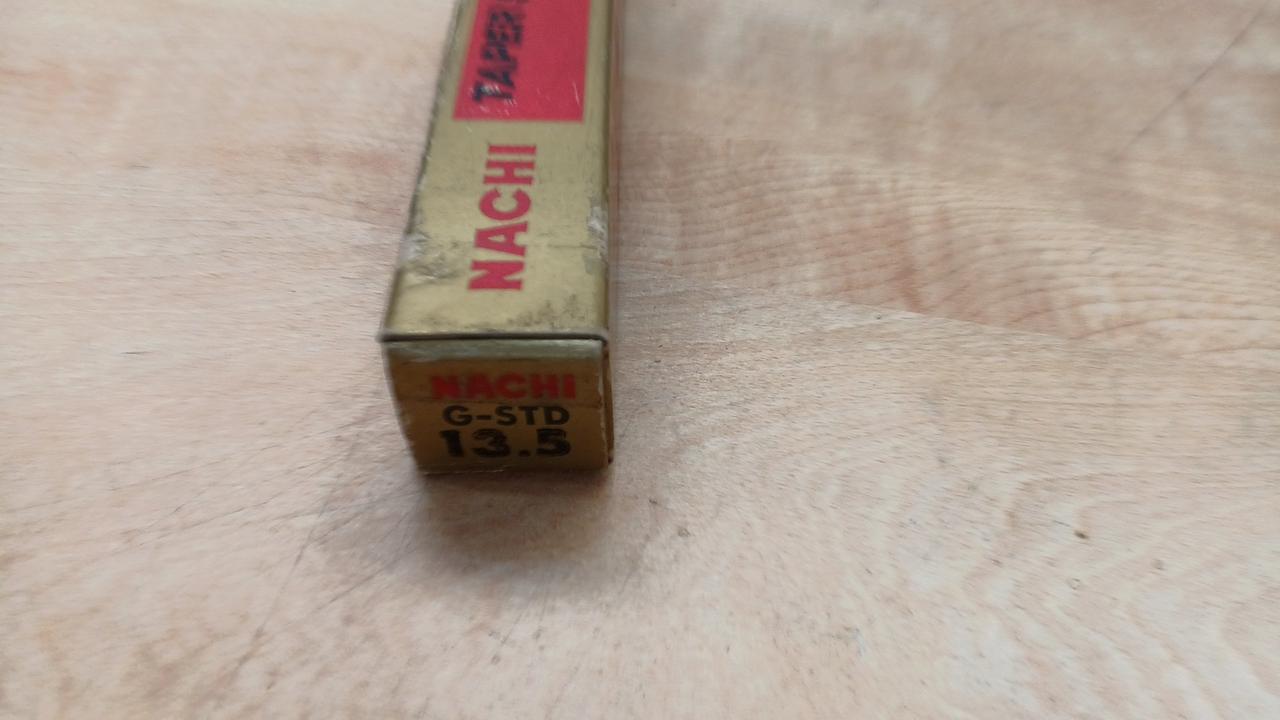 TAPER
NACHI
NACHI
G-STD
13.5